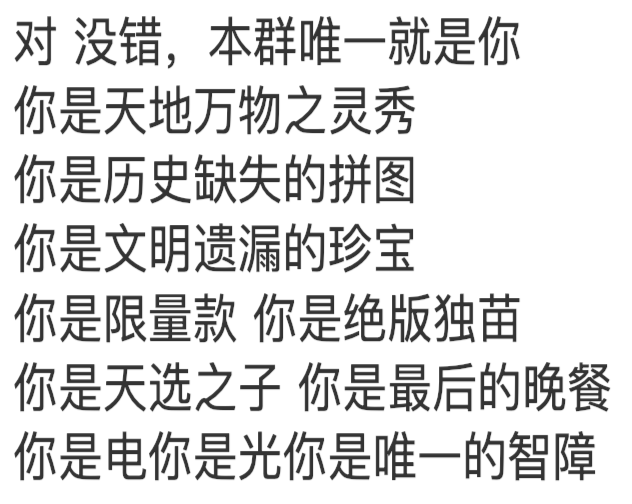 对 没错，本群唯一就是你
你是天地万物之灵秀
你是历史缺失的拼图
你是文明遗漏的珍宝
你是限量款 你是绝版独苗
你是天选之子 你是最后的晚餐
你是电你是光你是唯一的智障